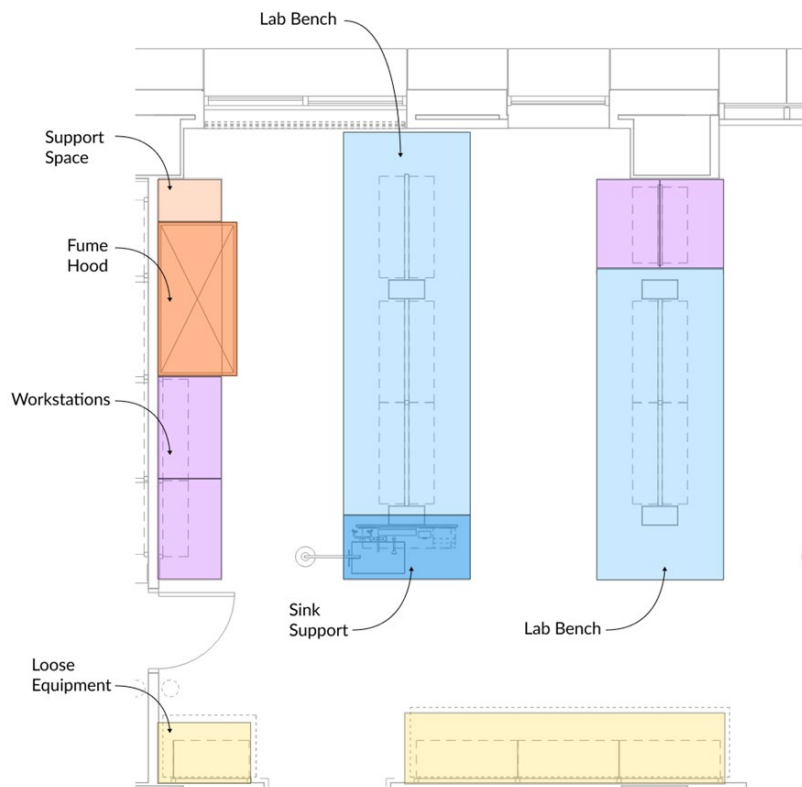 Lab Bench
Support
Space
Fume
Hood
Workstations
Sink
Support
Lab Bench
Loose
Equipment